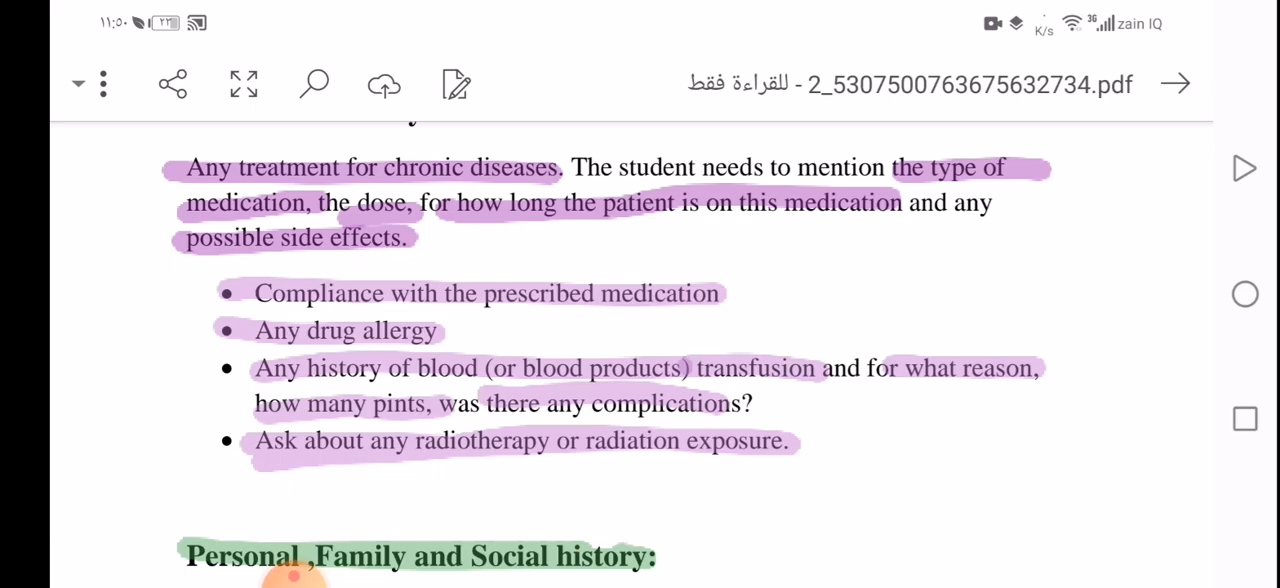 ١١:٥٠ ٢٣ K/s 3G zain IQ
2_5307500763675632734.pdf - للقراءة فقط
Any treatment for chronic diseases. The student needs to mention the type of
medication, the dose, for how long the patient is on this medication and any
possible side effects.
• Compliance with the prescribed medication
• Any drug allergy
• Any history of blood (or blood products) transfusion and for what reason,
how many pints, was there any complications?
• Ask about any radiotherapy or radiation exposure.
Personal ,Family and Social history: